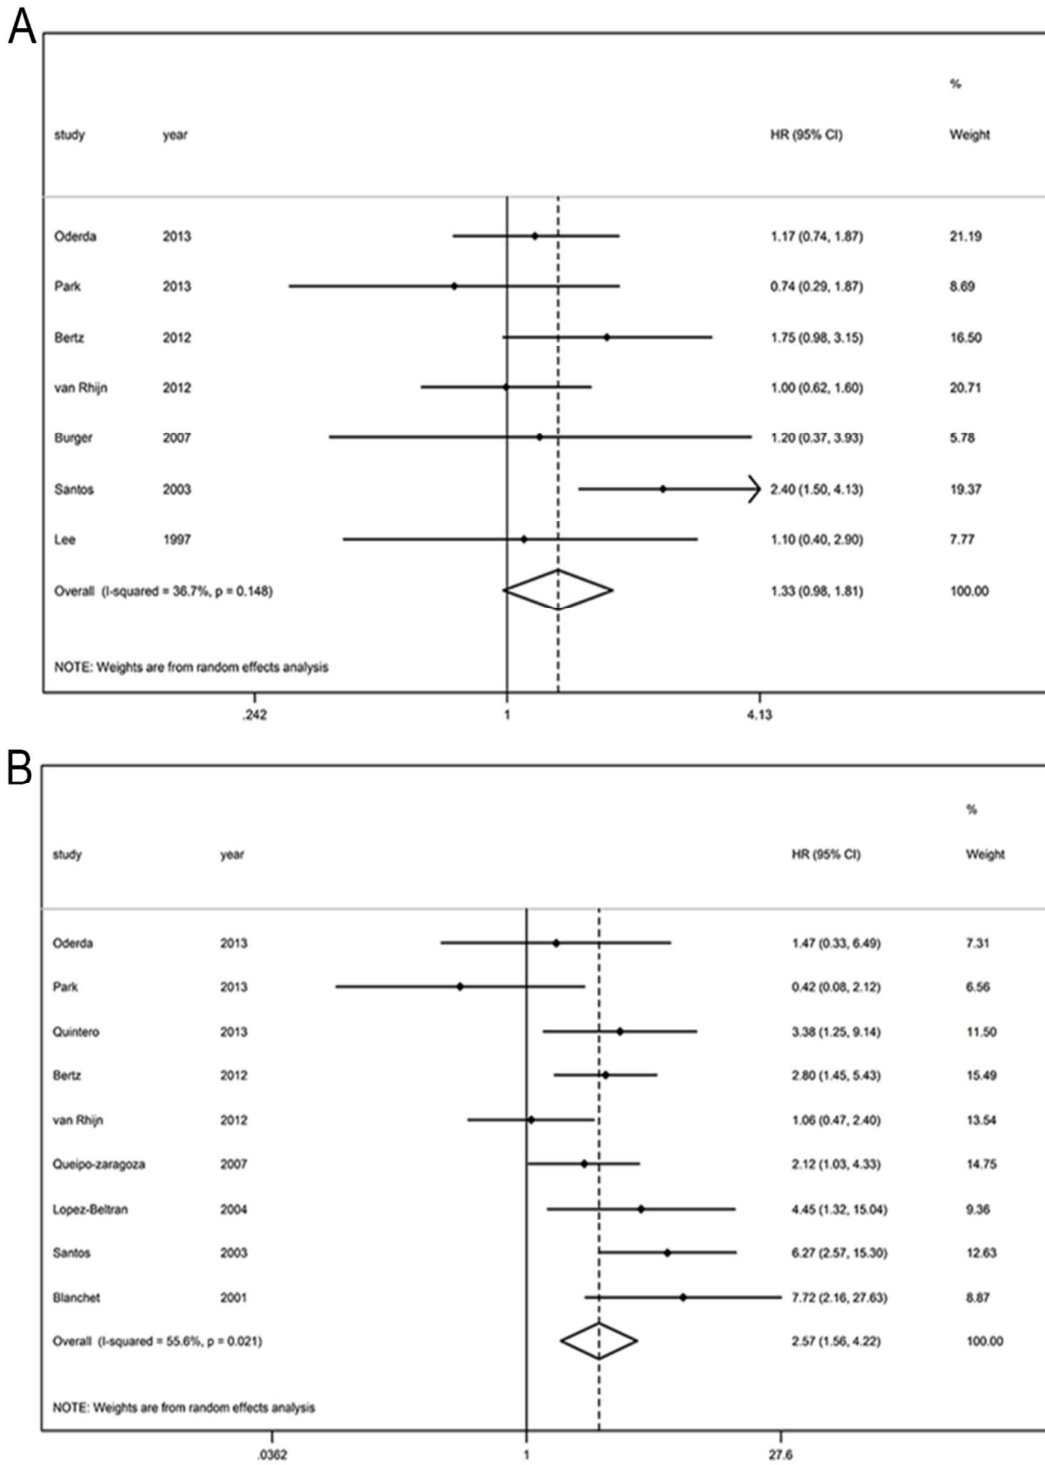 A
%
study year HR (95% CI) Weight
Oderda 2013 1.17 (0.74, 1.87) 21.19
Park 2013 0.74 (0.29, 1.87) 8.69
Bertz 2012 1.75 (0.98, 3.15) 16.50
van Rhijn 2012 1.00 (0.62, 1.60) 20.71
Burger 2007 1.20 (0.37, 3.93) 5.78
Santos 2003 2.40 (1.50, 4.13) 19.37
Lee 1997 1.10 (0.40, 2.90) 7.77
Overall (I-squared = 36.7%, p = 0.148) 1.33 (0.98, 1.81) 100.00
NOTE: Weights are from random effects analysis
.242 1 4.13
B
%
study year HR (95% CI) Weight
Oderda 2013 1.47 (0.33, 6.49) 7.31
Park 2013 0.42 (0.08, 2.12) 6.56
Quintero 2013 3.38 (1.25, 9.14) 11.50
Bertz 2012 2.80 (1.45, 5.43) 15.49
van Rhijn 2012 1.06 (0.47, 2.40) 13.54
Queipo-zaragoza 2007 2.12 (1.03, 4.33) 14.75
Lopez-Beltran 2004 4.45 (1.32, 15.04) 9.36
Santos 2003 6.27 (2.57, 15.30) 12.63
Blanchet 2001 7.72 (2.16, 27.63) 8.87
Overall (I-squared = 55.6%, p = 0.021) 2.57 (1.56, 4.22) 100.00
NOTE: Weights are from random effects analysis
.0362 1 27.6